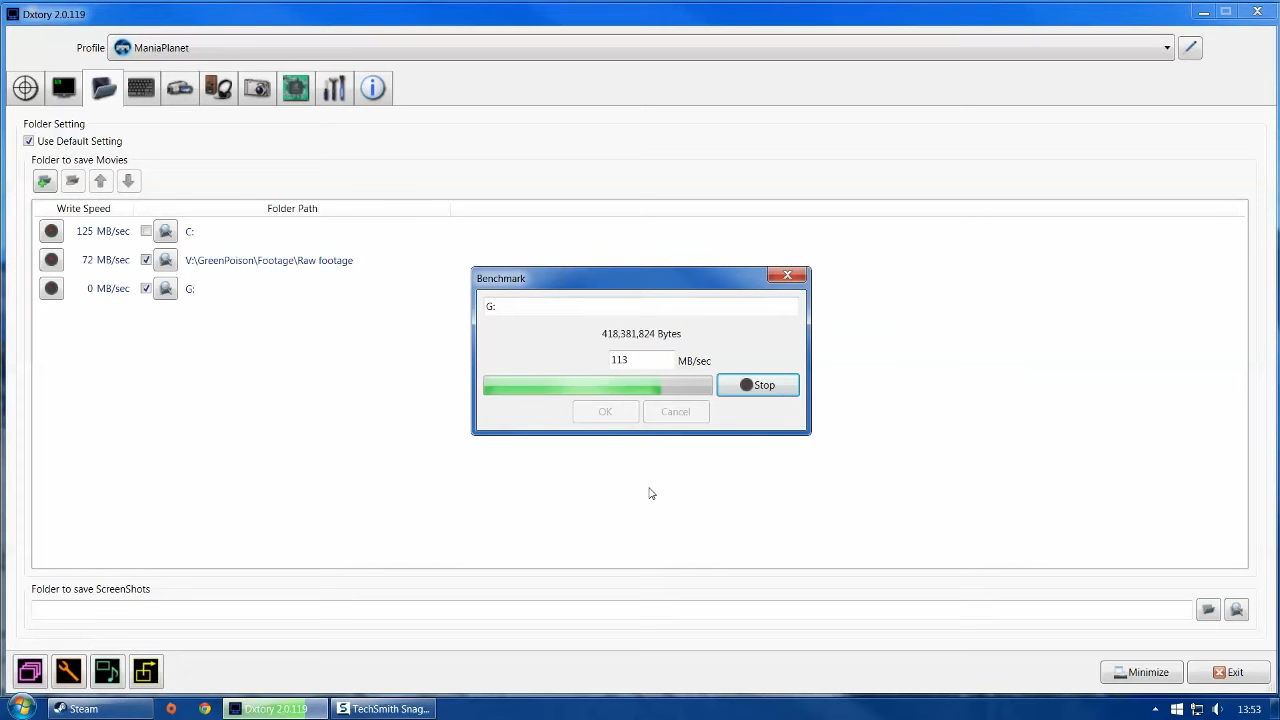 Dxtory 2.0.119
Profile
ManiaPlanet
Folder Setting
Use Default Setting
Folder to save Movies
Write Speed Folder Path
125 MB/sec C:
72 MB/sec V:\GreenPoison\Footage\Raw footage
0 MB/sec G:
Benchmark
G:
418,381,824 Bytes
113 MB/sec
Stop
OK Cancel
Folder to save ScreenShots
Minimize Exit
Steam Dxtory 2.0.119 TechSmith Snag... 13:53